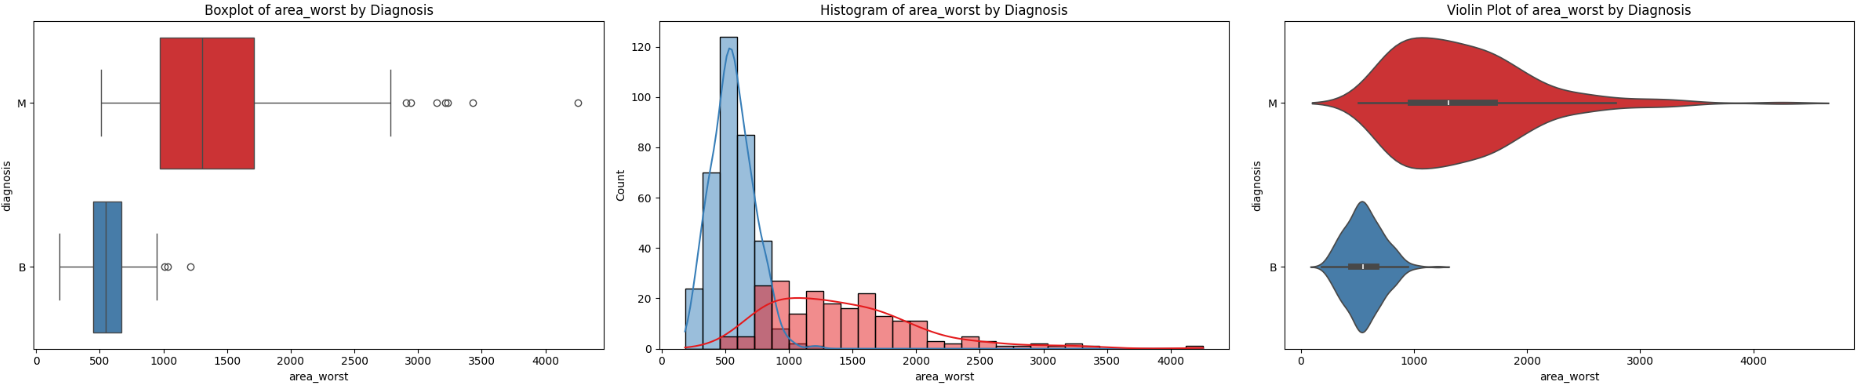 Boxplot of area_worst by Diagnosis
diagnosis
M
B
0 500 1000 1500 2000 2500 3000 3500 4000
area_worst
Histogram of area_worst by Diagnosis
Count
120
100
80
60
40
20
0
0 500 1000 1500 2000 2500 3000 3500 4000
area_worst
Violin Plot of area_worst by Diagnosis
diagnosis
M
B
0 1000 2000 3000 4000
area_worst